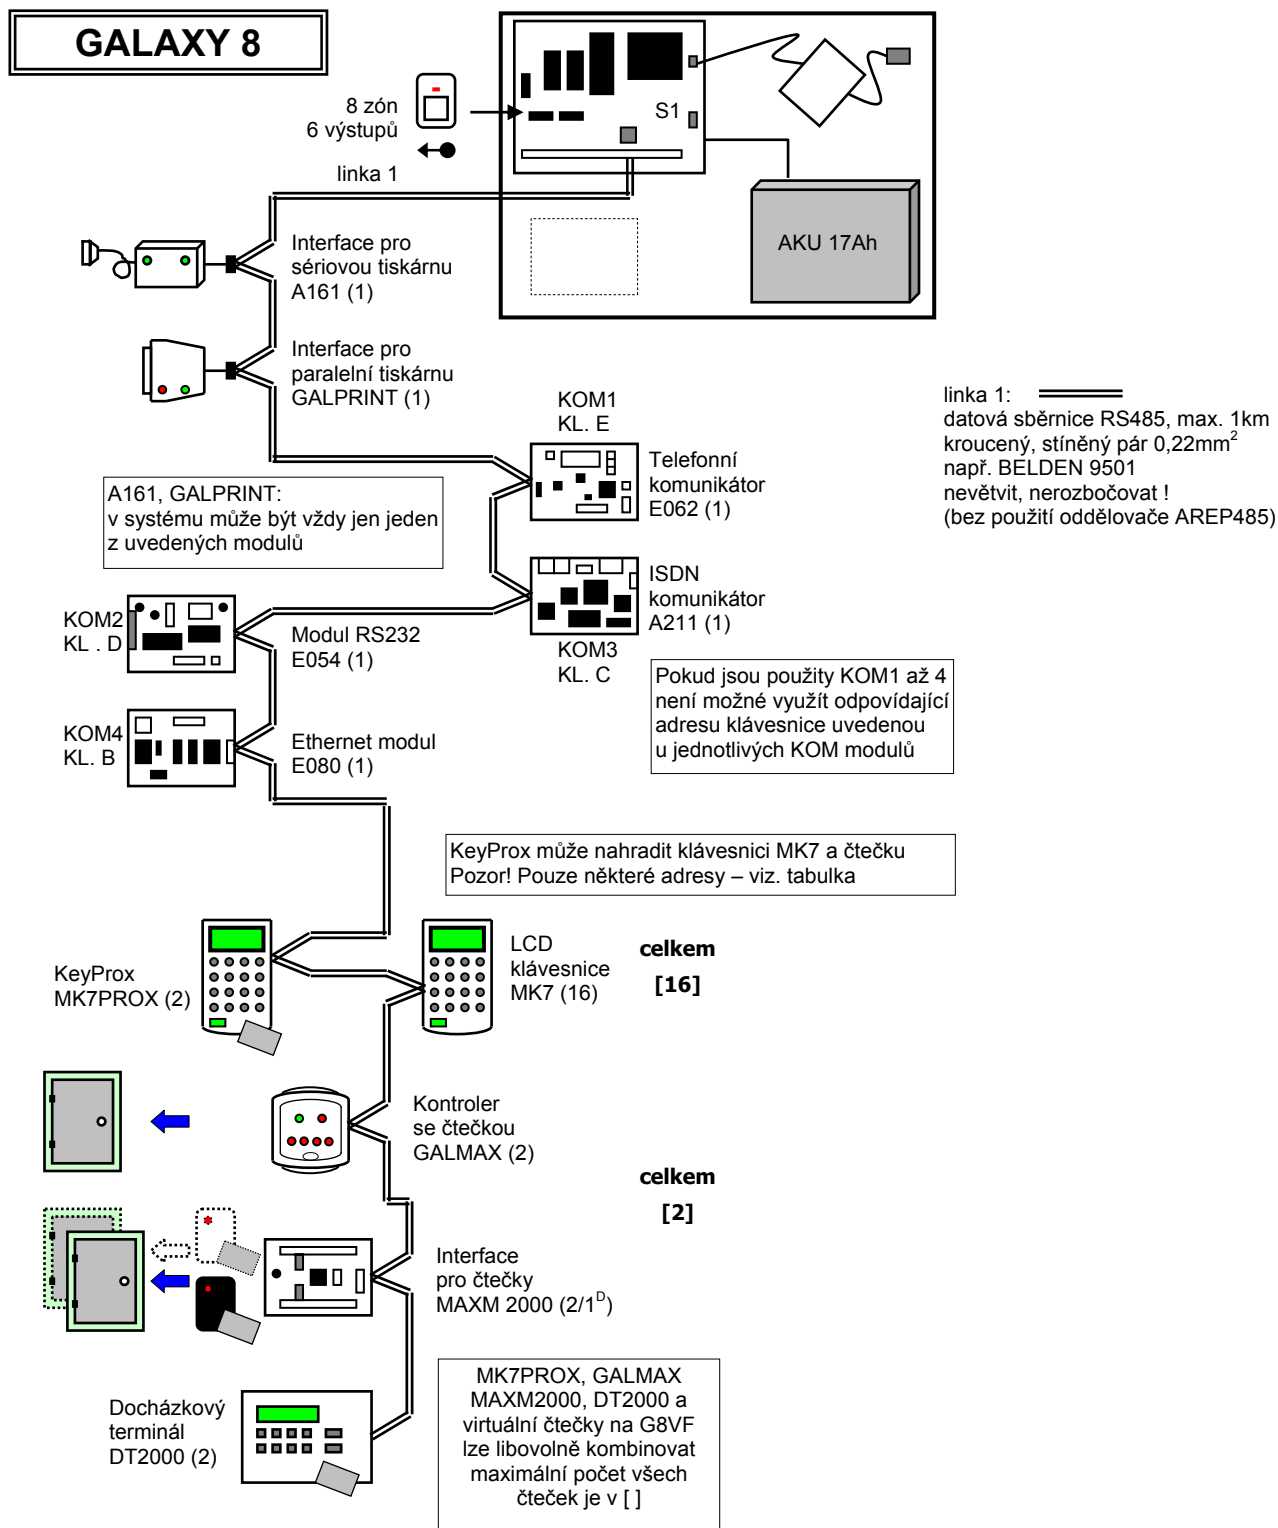 GALAXY 8
8 zón
6 výstupů
S1
linka 1
AKU 17Ah
Interface pro
sériovou tiskárnu
A161 (1)
Interface pro
paralelní tiskárnu
GALPRINT (1)
linka 1:
datová sběrnice RS485, max. 1km
kroucený, stíněný pár 0,22mm²
např. BELDEN 9501
nevětvit, nerozbočovat !
(bez použití oddělovače AREP485)
KOM1
KL. E
Telefonní
komunikátor
E062 (1)
A161, GALPRINT:
v systému může být vždy jen jeden
z uvedených modulů
ISDN
komunikátor
A211 (1)
KOM3
KL. C
KOM2
KL . D
Modul RS232
E054 (1)
Pokud jsou použity KOM1 až 4
není možné využít odpovídající
adresu klávesnice uvedenou
u jednotlivých KOM modulů
KOM4
KL. B
Ethernet modul
E080 (1)
KeyProx může nahradit klávesnici MK7 a čtečku
Pozor! Pouze některé adresy – viz. tabulka
KeyProx
MK7PROX (2)
LCD
klávesnice
MK7 (16)
celkem
[16]
Kontroler
se čtečkou
GALMAX (2)
celkem
[2]
Interface
pro čtečky
MAXM 2000 (2/1ᴰ)
Docházkový
terminál
DT2000 (2)
MK7PROX, GALMAX
MAXM2000, DT2000 a
virtuální čtečky na G8VF
lze libovolně kombinovat
maximální počet všech
čteček je v [ ]